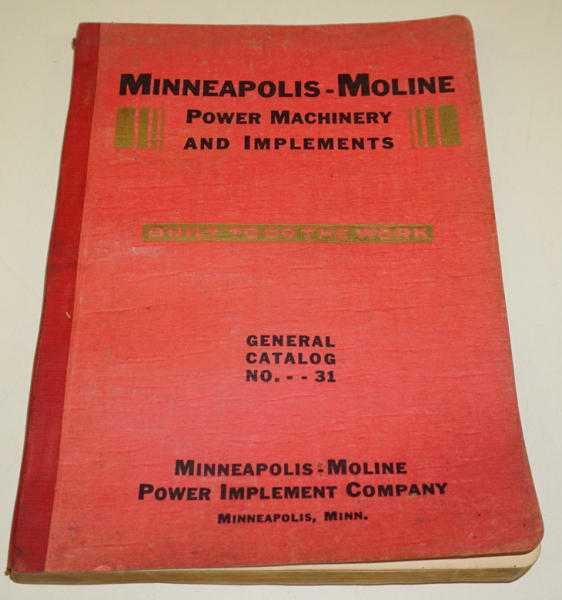 MINNEAPOLIS-MOLINE
POWER MACHINERY
AND IMPLEMENTS
BUILT TO DO THE WORK
GENERAL
CATALOG
NO. - - 31
MINNEAPOLIS-MOLINE
POWER IMPLEMENT COMPANY
MINNEAPOLIS, MINN.